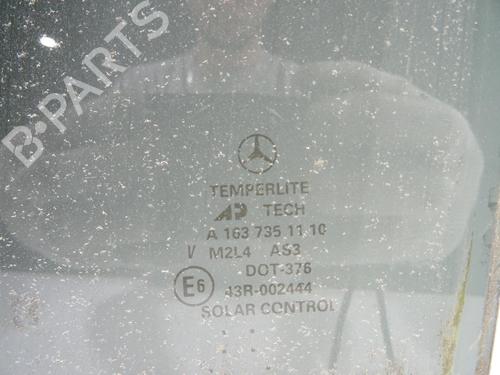 B-PARTS
TEMPERLITE
AP TECH
A 163 735 11 10
V M2L4 AS3
DOT-376
E6 43R-002444
SOLAR CONTROL